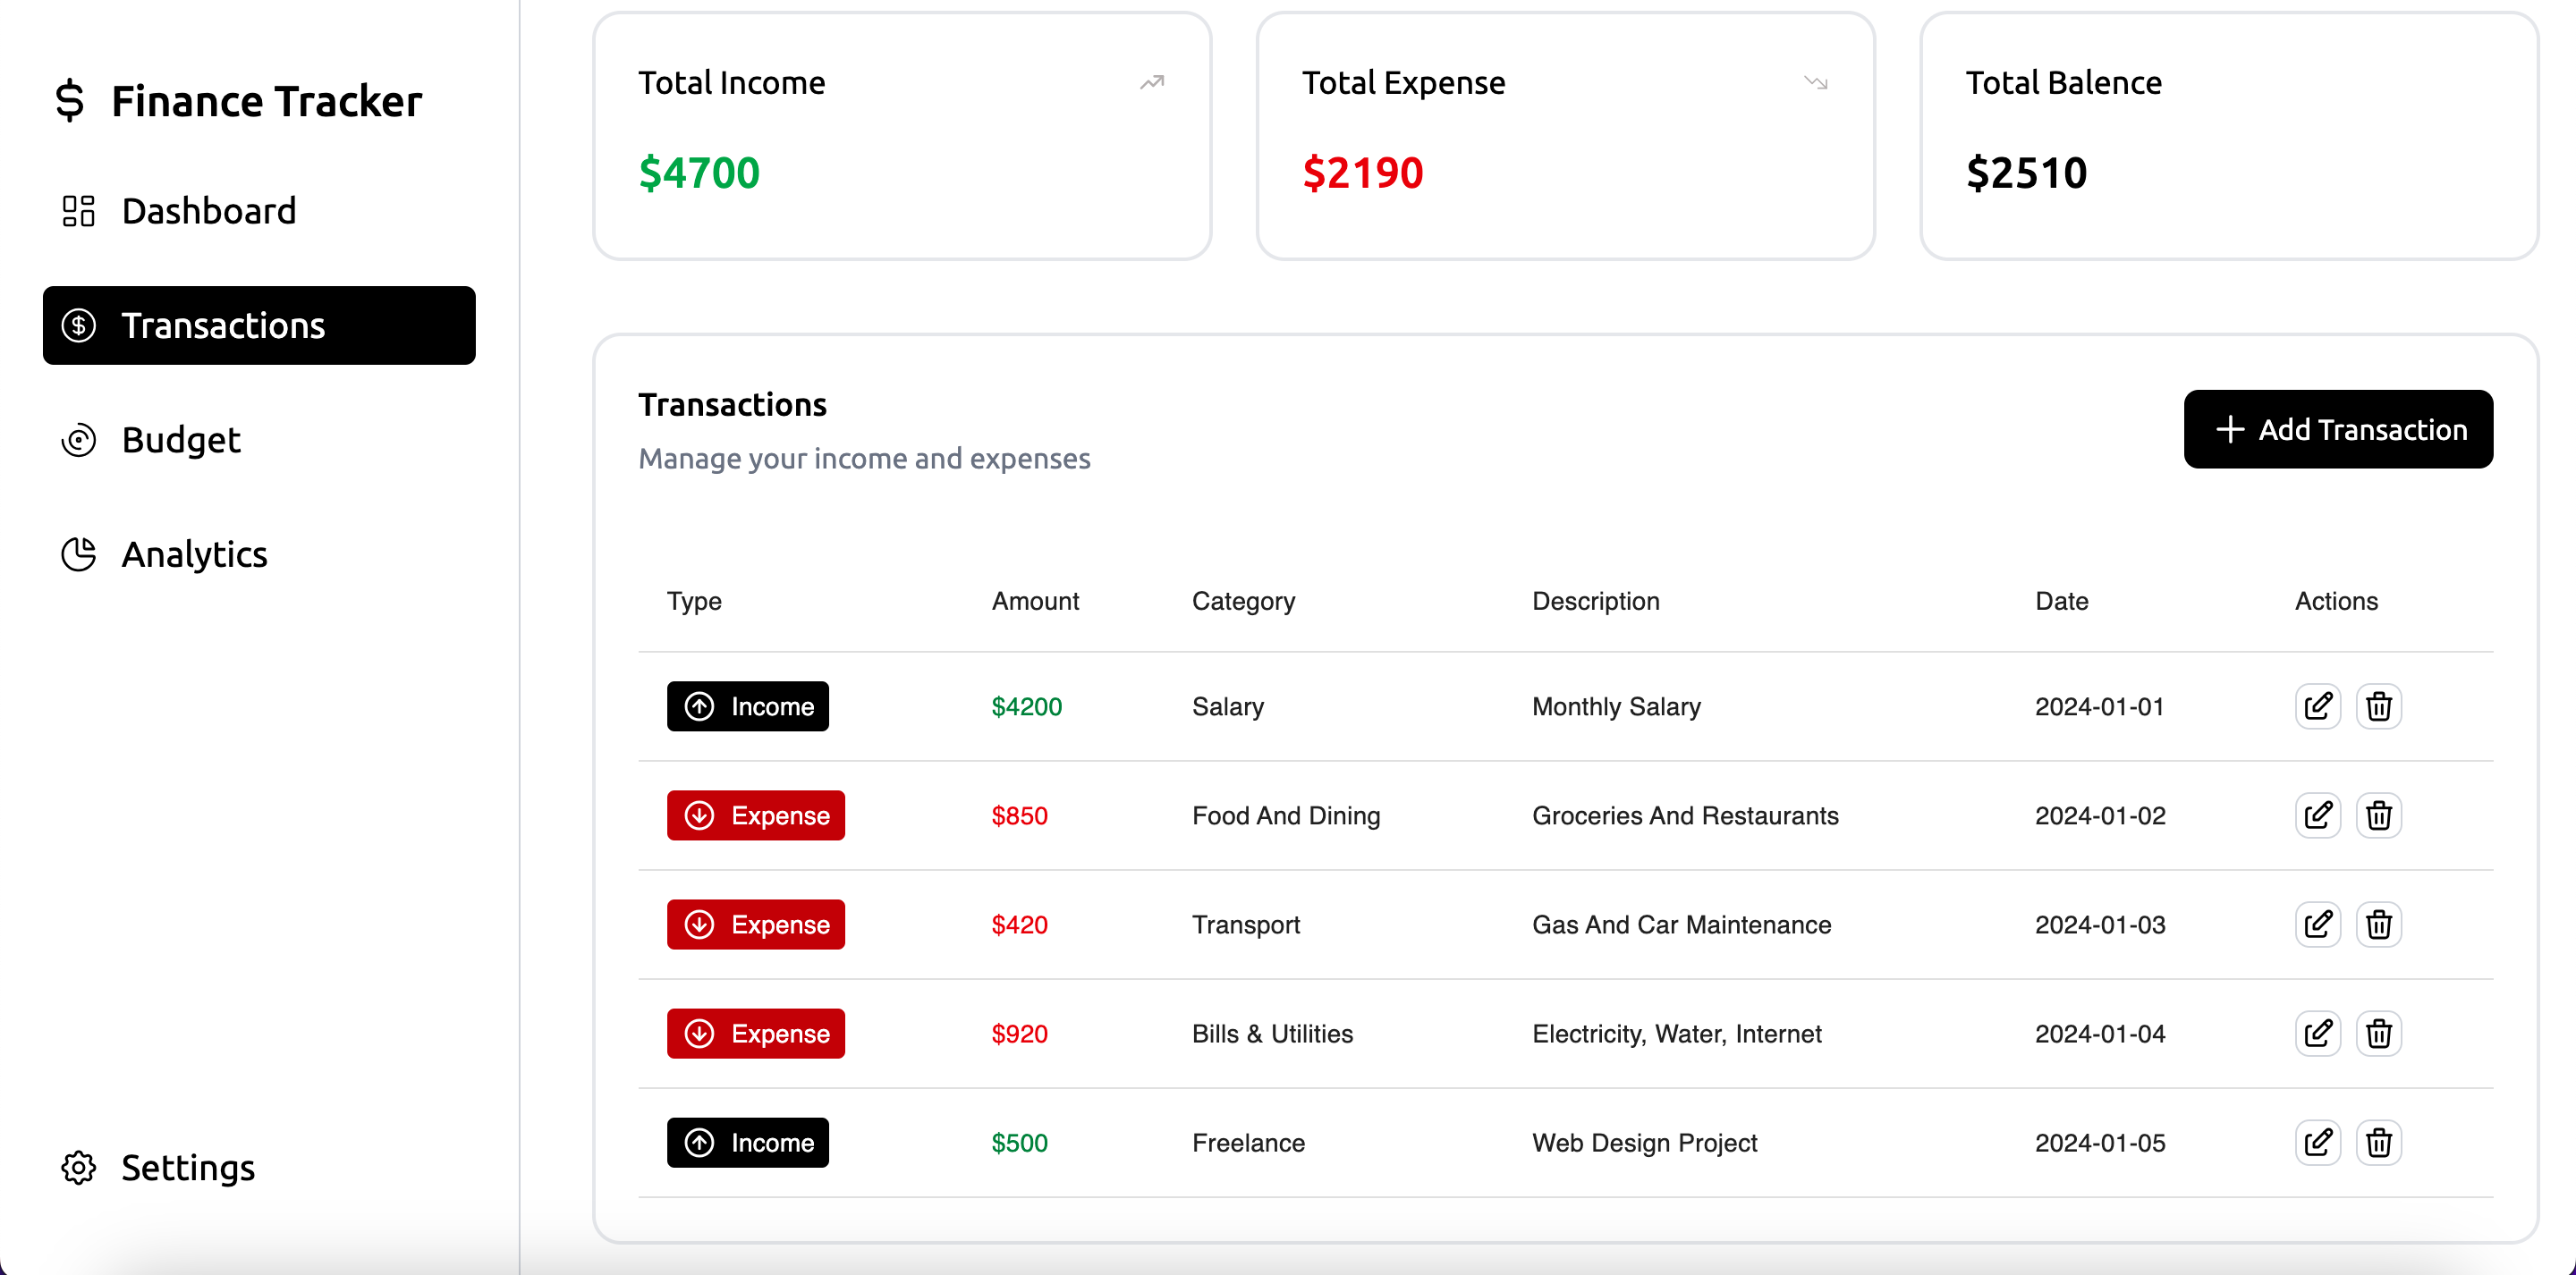 Finance Tracker
Dashboard
Transactions
Budget
Analytics
Settings
Total Income
$4700
Total Expense
$2190
Total Balence
$2510
Transactions
Manage your income and expenses
Add Transaction
Type Amount Category Description Date Actions
Income $4200 Salary Monthly Salary 2024-01-01
Expense $850 Food And Dining Groceries And Restaurants 2024-01-02
Expense $420 Transport Gas And Car Maintenance 2024-01-03
Expense $920 Bills & Utilities Electricity, Water, Internet 2024-01-04
Income $500 Freelance Web Design Project 2024-01-05